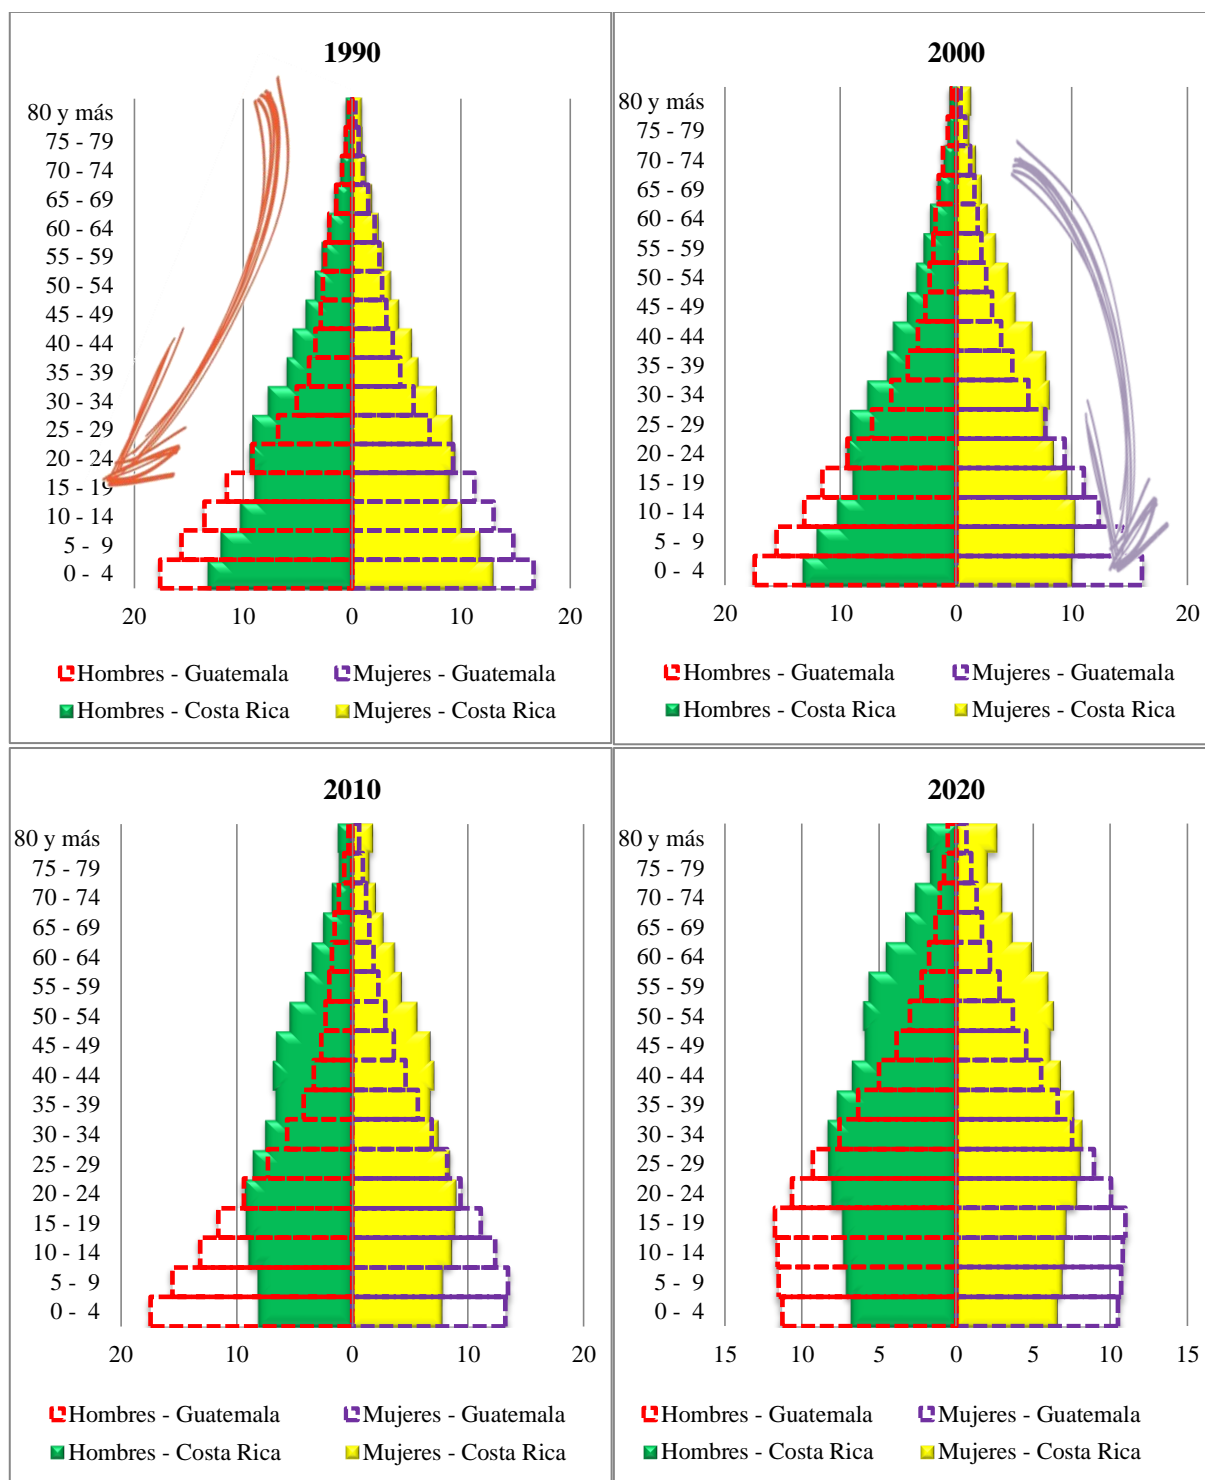 1990
80 y más
75 - 79
70 - 74
65 - 69
60 - 64
55 - 59
50 - 54
45 - 49
40 - 44
35 - 39
30 - 34
25 - 29
20 - 24
15 - 19
10 - 14
5 - 9
0 - 4
20 10 0 10 20
Hombres - Guatemala Mujeres - Guatemala
Hombres - Costa Rica Mujeres - Costa Rica
2000
80 y más
75 - 79
70 - 74
65 - 69
60 - 64
55 - 59
50 - 54
45 - 49
40 - 44
35 - 39
30 - 34
25 - 29
20 - 24
15 - 19
10 - 14
5 - 9
0 - 4
20 10 0 10 20
Hombres - Guatemala Mujeres - Guatemala
Hombres - Costa Rica Mujeres - Costa Rica
2010
80 y más
75 - 79
70 - 74
65 - 69
60 - 64
55 - 59
50 - 54
45 - 49
40 - 44
35 - 39
30 - 34
25 - 29
20 - 24
15 - 19
10 - 14
5 - 9
0 - 4
20 10 0 10 20
Hombres - Guatemala Mujeres - Guatemala
Hombres - Costa Rica Mujeres - Costa Rica
2020
80 y más
75 - 79
70 - 74
65 - 69
60 - 64
55 - 59
50 - 54
45 - 49
40 - 44
35 - 39
30 - 34
25 - 29
20 - 24
15 - 19
10 - 14
5 - 9
0 - 4
15 10 5 0 5 10 15
Hombres - Guatemala Mujeres - Guatemala
Hombres - Costa Rica Mujeres - Costa Rica